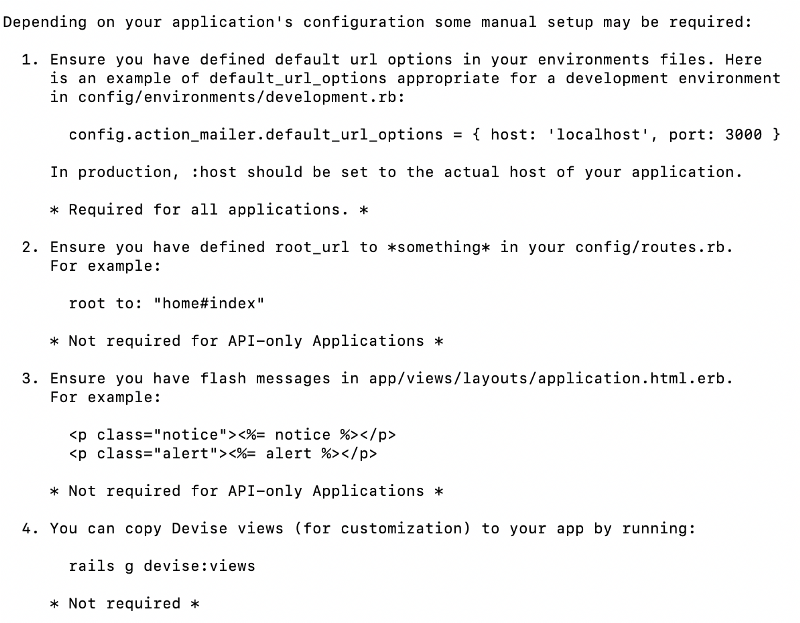 Depending on your application's configuration some manual setup may be required:
1. Ensure you have defined default url options in your environments files. Here
is an example of default_url_options appropriate for a development environment
in config/environments/development.rb:
config.action_mailer.default_url_options = { host: 'localhost', port: 3000 }
In production, :host should be set to the actual host of your application.
* Required for all applications. *
2. Ensure you have defined root_url to *something* in your config/routes.rb.
For example:
root to: "home#index"
* Not required for API-only Applications *
3. Ensure you have flash messages in app/views/layouts/application.html.erb.
For example:
<p class="notice"><%= notice %></p>
<p class="alert"><%= alert %></p>
* Not required for API-only Applications *
4. You can copy Devise views (for customization) to your app by running:
rails g devise:views
* Not required *